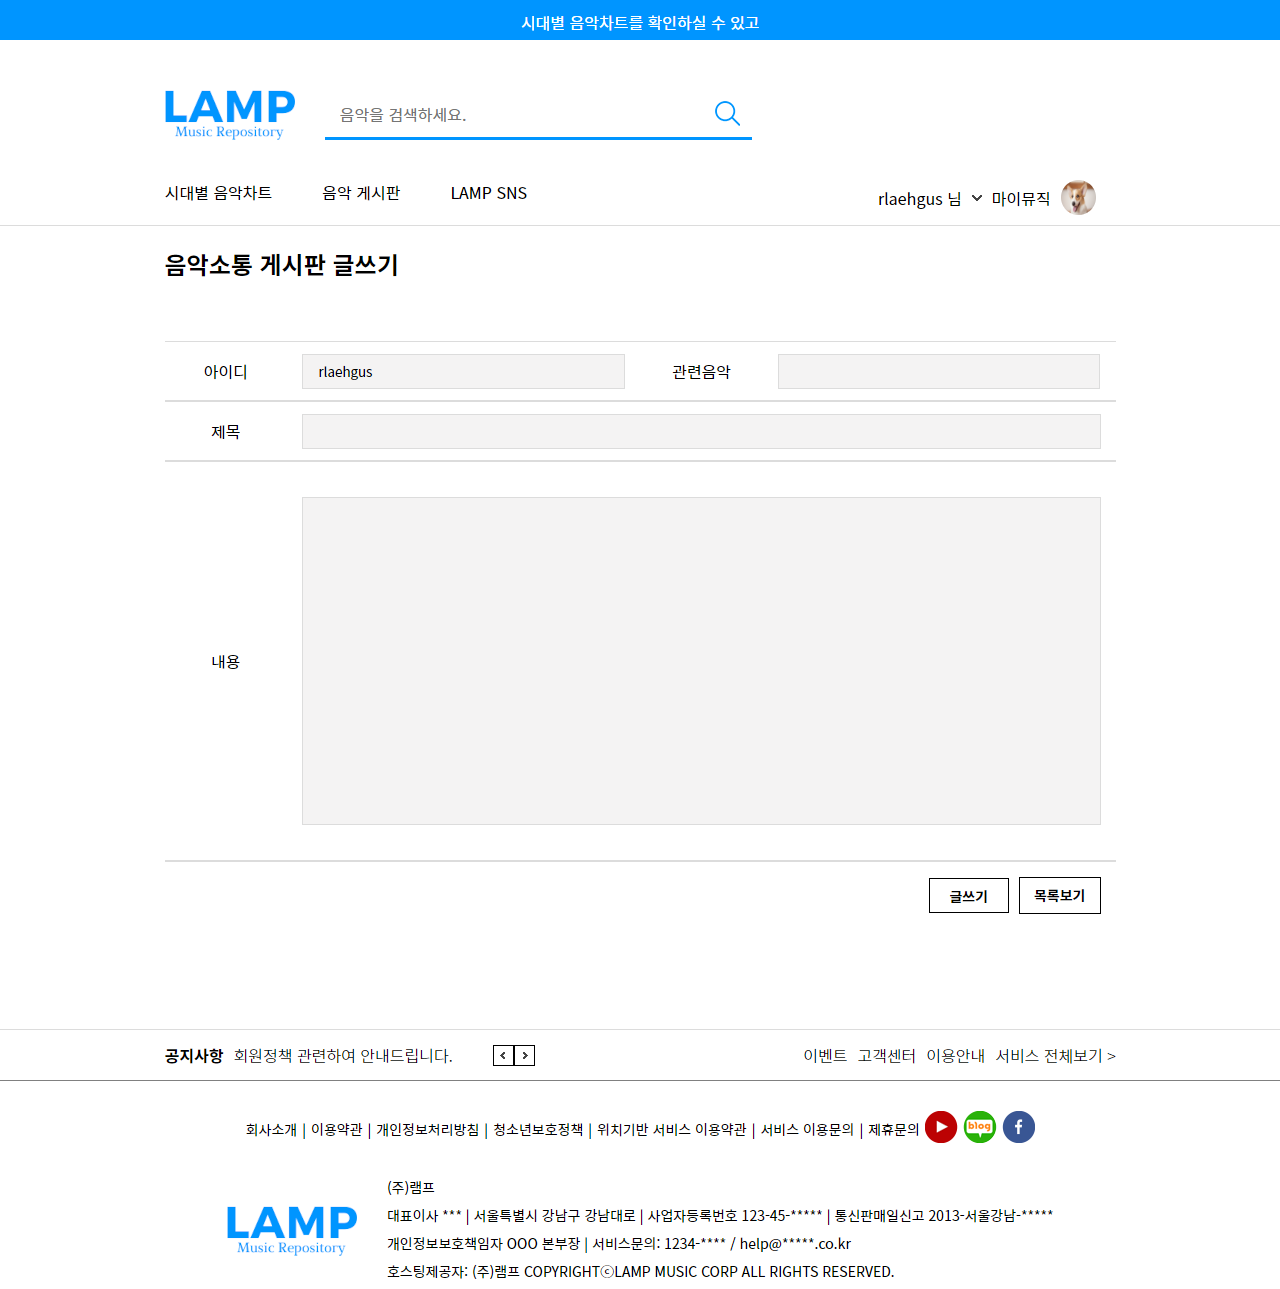 시대별 음악차트를 확인하실 수 있고
LAMP
Music Repository
음악을 검색하세요.
시대별 음악차트 음악 게시판 LAMP SNS rlaehgus 님 마이뮤직
음악소통 게시판 글쓰기
아이디 rlaehgus 관련음악
제목
내용
글쓰기 목록보기
공지사항 회원정책 관련하여 안내드립니다. 이벤트 고객센터 이용안내 서비스 전체보기 >
회사소개 | 이용약관 | 개인정보처리방침 | 청소년보호정책 | 위치기반 서비스 이용약관 | 서비스 이용문의 | 제휴문의 blog f
LAMP
Music Repository
(주)램프
대표이사 *** | 서울특별시 강남구 강남대로 | 사업자등록번호 123-45-***** | 통신판매일신고 2013-서울강남-*****
개인정보보호책임자 OOO 본부장 | 서비스문의: 1234-**** / help@*****.co.kr
호스팅제공자: (주)램프 COPYRIGHTⓒLAMP MUSIC CORP ALL RIGHTS RESERVED.